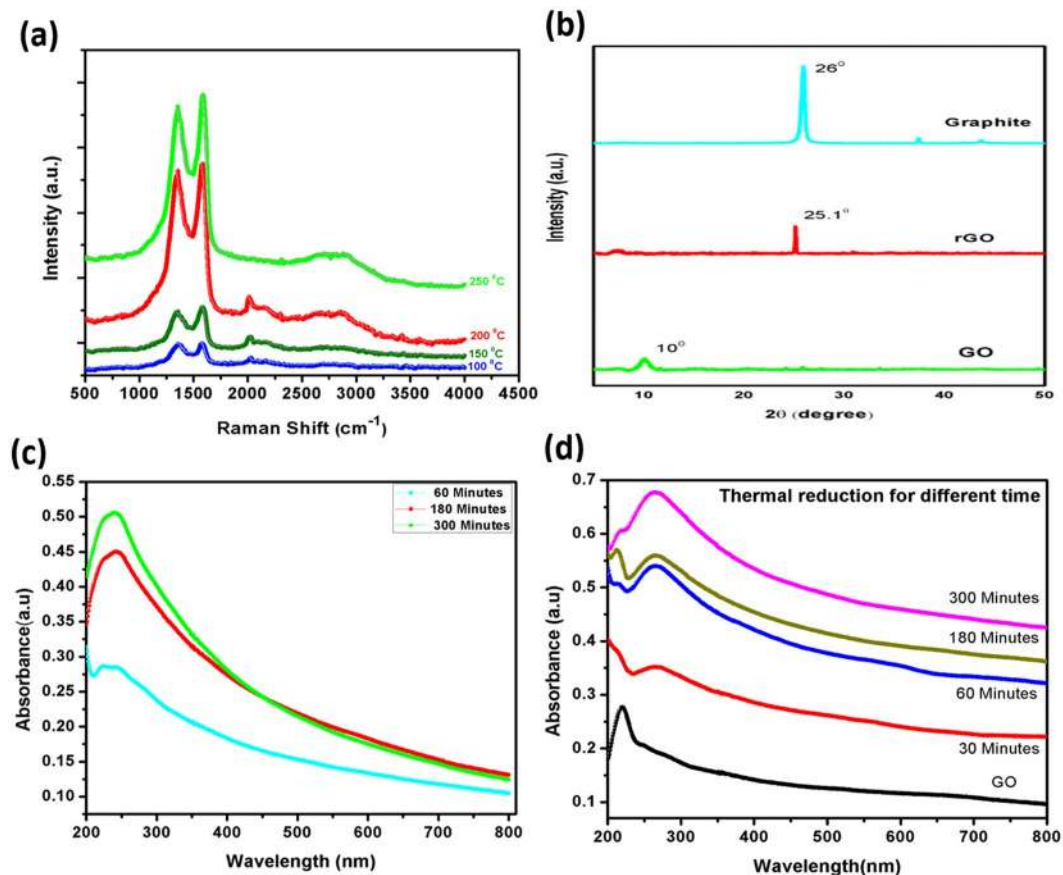 (a)
Intensity (a.u.)
250 °C
200 °C
150 °C
100 °C
500 1000 1500 2000 2500 3000 3500 4000 4500
Raman Shift (cm⁻¹)
(b)
Intensity (a.u.)
26°
Graphite
25.1°
rGO
10°
GO
10 20 30 40 50
2θ (degree)
(c)
Absorbance(a.u)
0.55
0.50
0.45
0.40
0.35
0.30
0.25
0.20
0.15
0.10
60 Minutes
180 Minutes
300 Minutes
200 300 400 500 600 700 800
Wavelength (nm)
(d)
Absorbance (a.u)
0.7
0.6
0.5
0.4
0.3
0.2
0.1
Thermal reduction for different time
300 Minutes
180 Minutes
60 Minutes
30 Minutes
GO
200 300 400 500 600 700 800
Wavelength(nm)